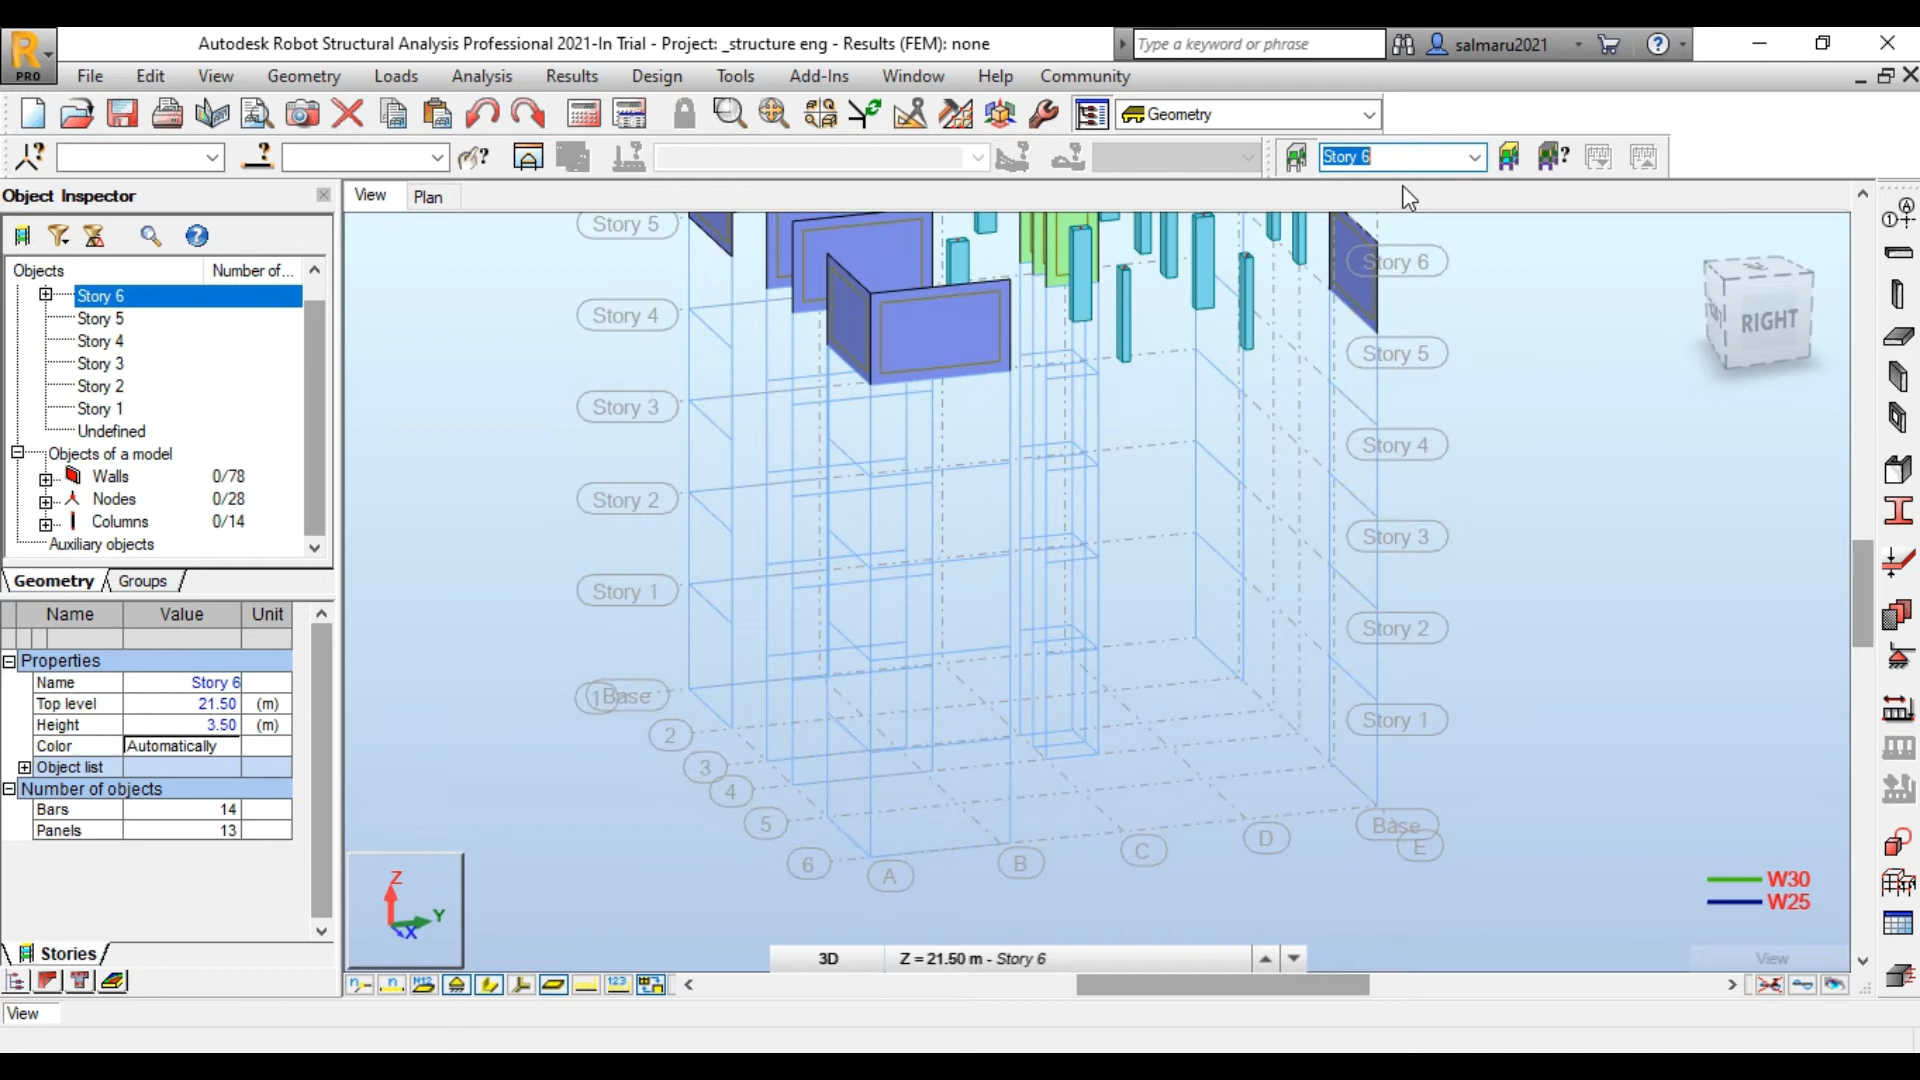 PRO
Autodesk Robot Structural Analysis Professional 2021-In Trial - Project: _structure eng - Results (FEM): none
Type a keyword or phrase
salmaru2021
File Edit View Geometry Loads Analysis Results Design Tools Add-Ins Window Help Community
Geometry
Story 6
Object Inspector
View Plan
Objects Number of...
Story 6
Story 5
Story 4
Story 3
Story 2
Story 1
Undefined
Objects of a model
Walls 0/78
Nodes 0/28
Columns 0/14
Auxiliary objects
Geometry Groups
Name Value Unit
Properties
Name Story 6
Top level 21.50 (m)
Height 3.50 (m)
Color Automatically
Object list
Number of objects
Bars 14
Panels 13
Stories
View
Story 5
Story 4
Story 3
Story 2
Story 1
Base
1
2
3
4
5
6
A
B
C
D
E
Story 6
Story 5
Story 4
Story 3
Story 2
Story 1
Base
RIGHT
W30
W25
Z
Y
X
3D Z = 21.50 m - Story 6
View